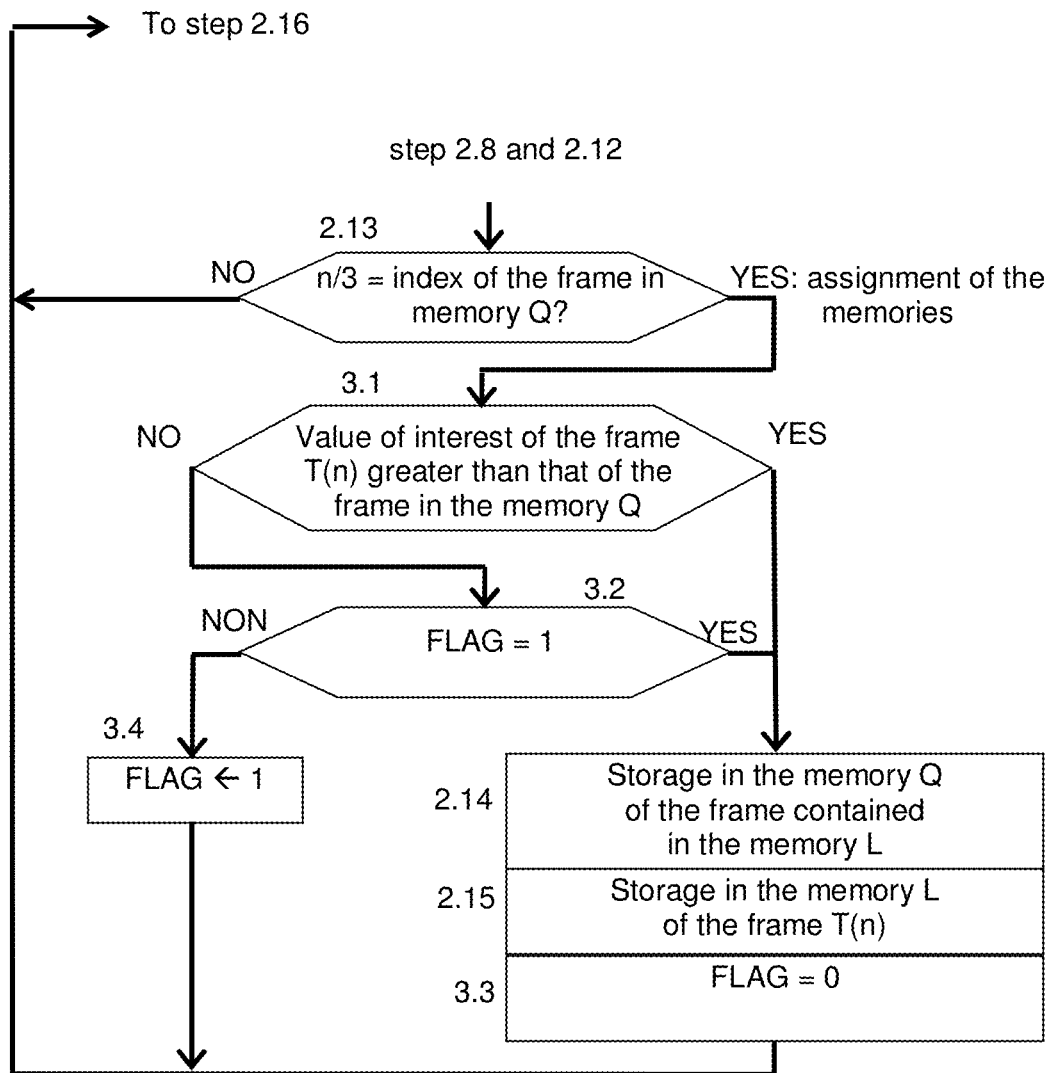 To step 2.16
step 2.8 and 2.12
2.13
NO
n/3 = index of the frame in
memory Q?
YES: assignment of the
memories
3.1
NO
Value of interest of the frame
T(n) greater than that of the
frame in the memory Q
YES
3.2
NON
FLAG = 1
YES
3.4
FLAG ← 1
2.14
Storage in the memory Q
of the frame contained
in the memory L
2.15
Storage in the memory L
of the frame T(n)
3.3
FLAG = 0